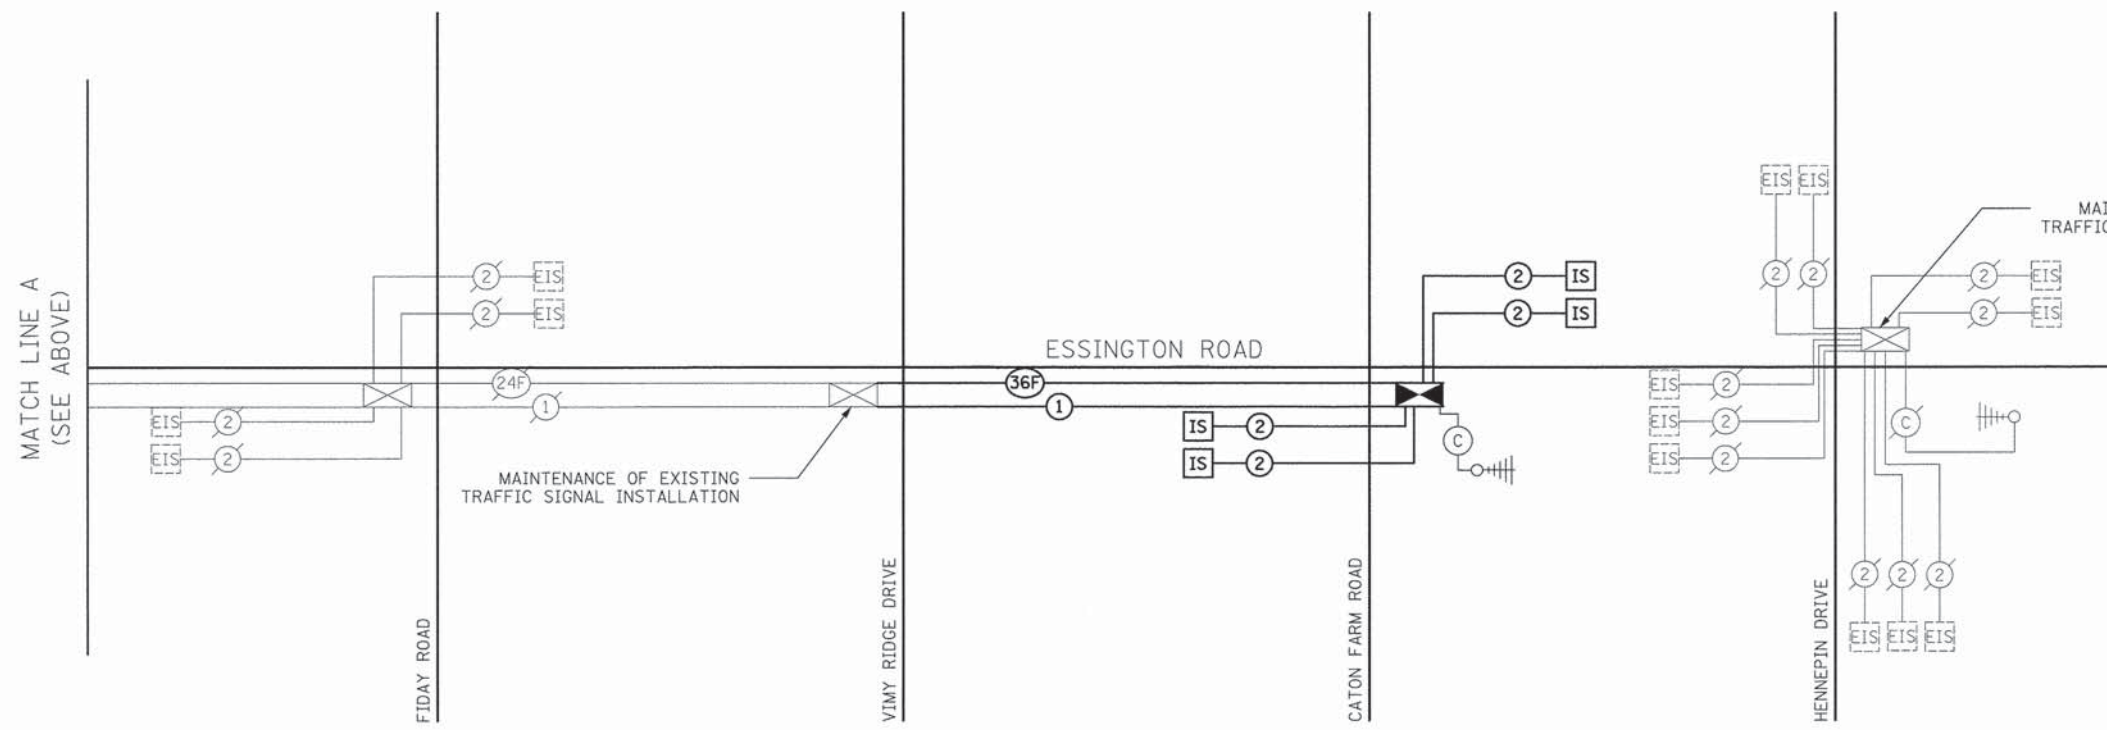 MATCH LINE A
(SEE ABOVE)
EIS
EIS
2
2
2
EIS
2
EIS
24F
1
FIDAY ROAD
MAINTENANCE OF EXISTING
TRAFFIC SIGNAL INSTALLATION
VIMY RIDGE DRIVE
ESSINGTON ROAD
36F
1
IS
2
IS
2
2
IS
2
IS
C
CATON FARM ROAD
EIS
EIS
2
2
EIS
2
EIS
2
EIS
2
2
EIS
2
EIS
MAI
TRAFFIC
C
2
2
2
EIS
EIS
EIS
HENNEPIN DRIVE